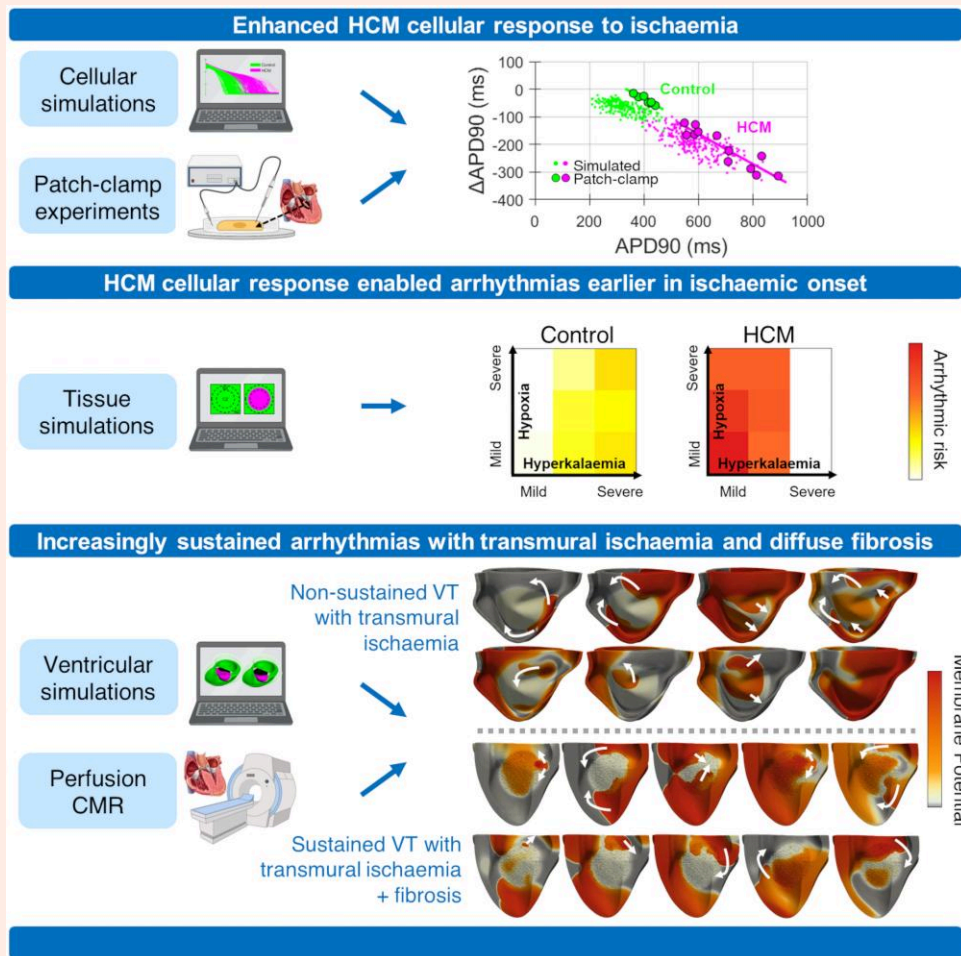 Enhanced HCM cellular response to ischaemia
Cellular
simulations
Control
HCM
Patch-clamp
experiments
100
0
-100
-200
-300
-400
ΔAPD90 (ms)
Control
HCM
Simulated
Patch-clamp
0
200
400
600
800
1000
APD90 (ms)
HCM cellular response enabled arrhythmias earlier in ischaemic onset
Tissue
simulations
Control
Severe
Mild
Hypoxia
Hyperkalaemia
Mild
Severe
HCM
Severe
Mild
Hypoxia
Hyperkalaemia
Mild
Severe
Arrhythmic risk
Increasingly sustained arrhythmias with transmural ischaemia and diffuse fibrosis
Non-sustained VT
with transmural
ischaemia
Ventricular
simulations
Perfusion
CMR
Sustained VT with
transmural ischaemia
+ fibrosis
Membrane Potential